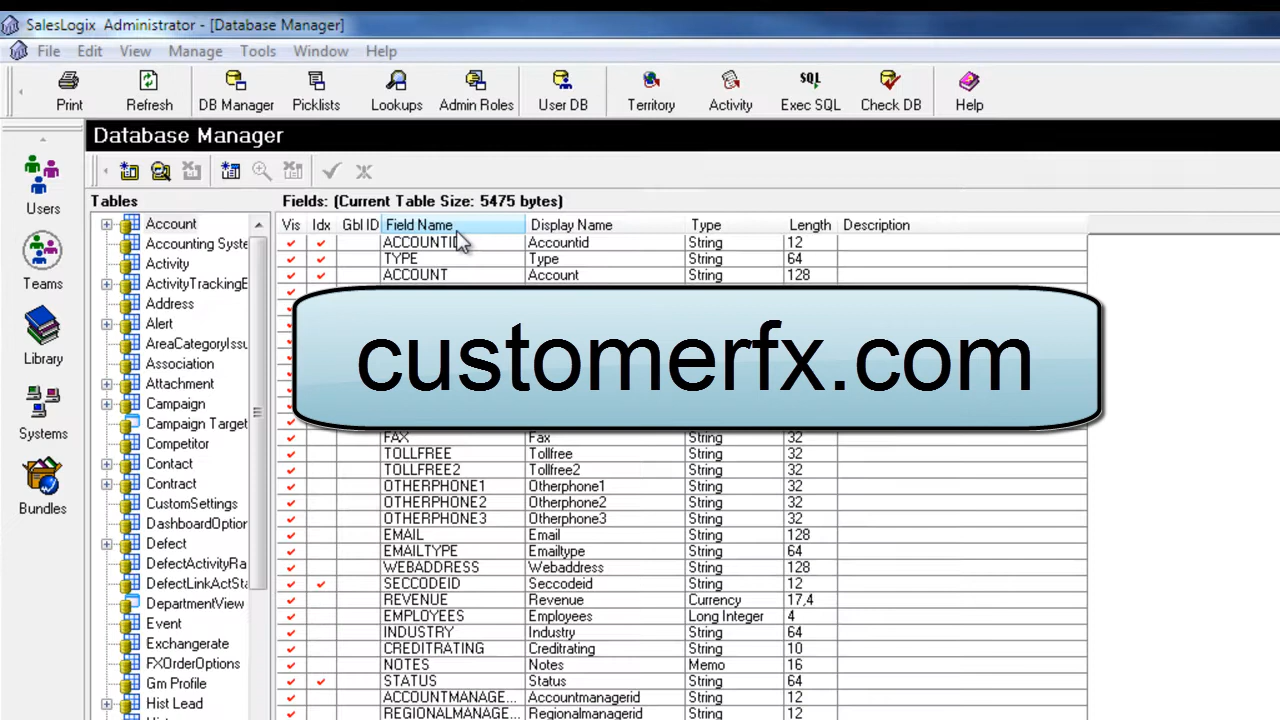 SalesLogix Administrator - [Database Manager]
File Edit View Manage Tools Window Help
Print Refresh DB Manager Picklists Lookups Admin Roles User DB Territory Activity Exec SQL Check DB Help
Database Manager
Tables
Fields: (Current Table Size: 5475 bytes)
Users
Teams
Library
Systems
Bundles
Account
Accounting Syste
Activity
ActivityTrackingE
Address
Alert
AreaCategoryIssu
Association
Attachment
Campaign
Campaign Target
Competitor
Contact
Contract
CustomSettings
DashboardOption
Defect
DefectActivityRa
DefectLinkActSta
DepartmentView
Event
Exchangerate
FXOrderOptions
Gm Profile
Hist Lead
Vis Idx Gbl ID Field Name Display Name Type Length Description
ACCOUNTID Accountid String 12
TYPE Type String 64
ACCOUNT Account String 128
customerfx.com
FAX Fax String 32
TOLLFREE Tollfree String 32
TOLLFREE2 Tollfree2 String 32
OTHERPHONE1 Otherphone1 String 32
OTHERPHONE2 Otherphone2 String 32
OTHERPHONE3 Otherphone3 String 32
EMAIL Email String 128
EMAILTYPE Emailtype String 64
WEBADDRESS Webaddress String 128
SECCODEID Seccodeid String 12
REVENUE Revenue Currency 17,4
EMPLOYEES Employees Long Integer 4
INDUSTRY Industry String 64
CREDITRATING Creditrating String 10
NOTES Notes Memo 16
STATUS Status String 64
ACCOUNTMANAGE... Accountmanagerid String 12
REGIONALMANAGE... Regionalmanagerid String 12